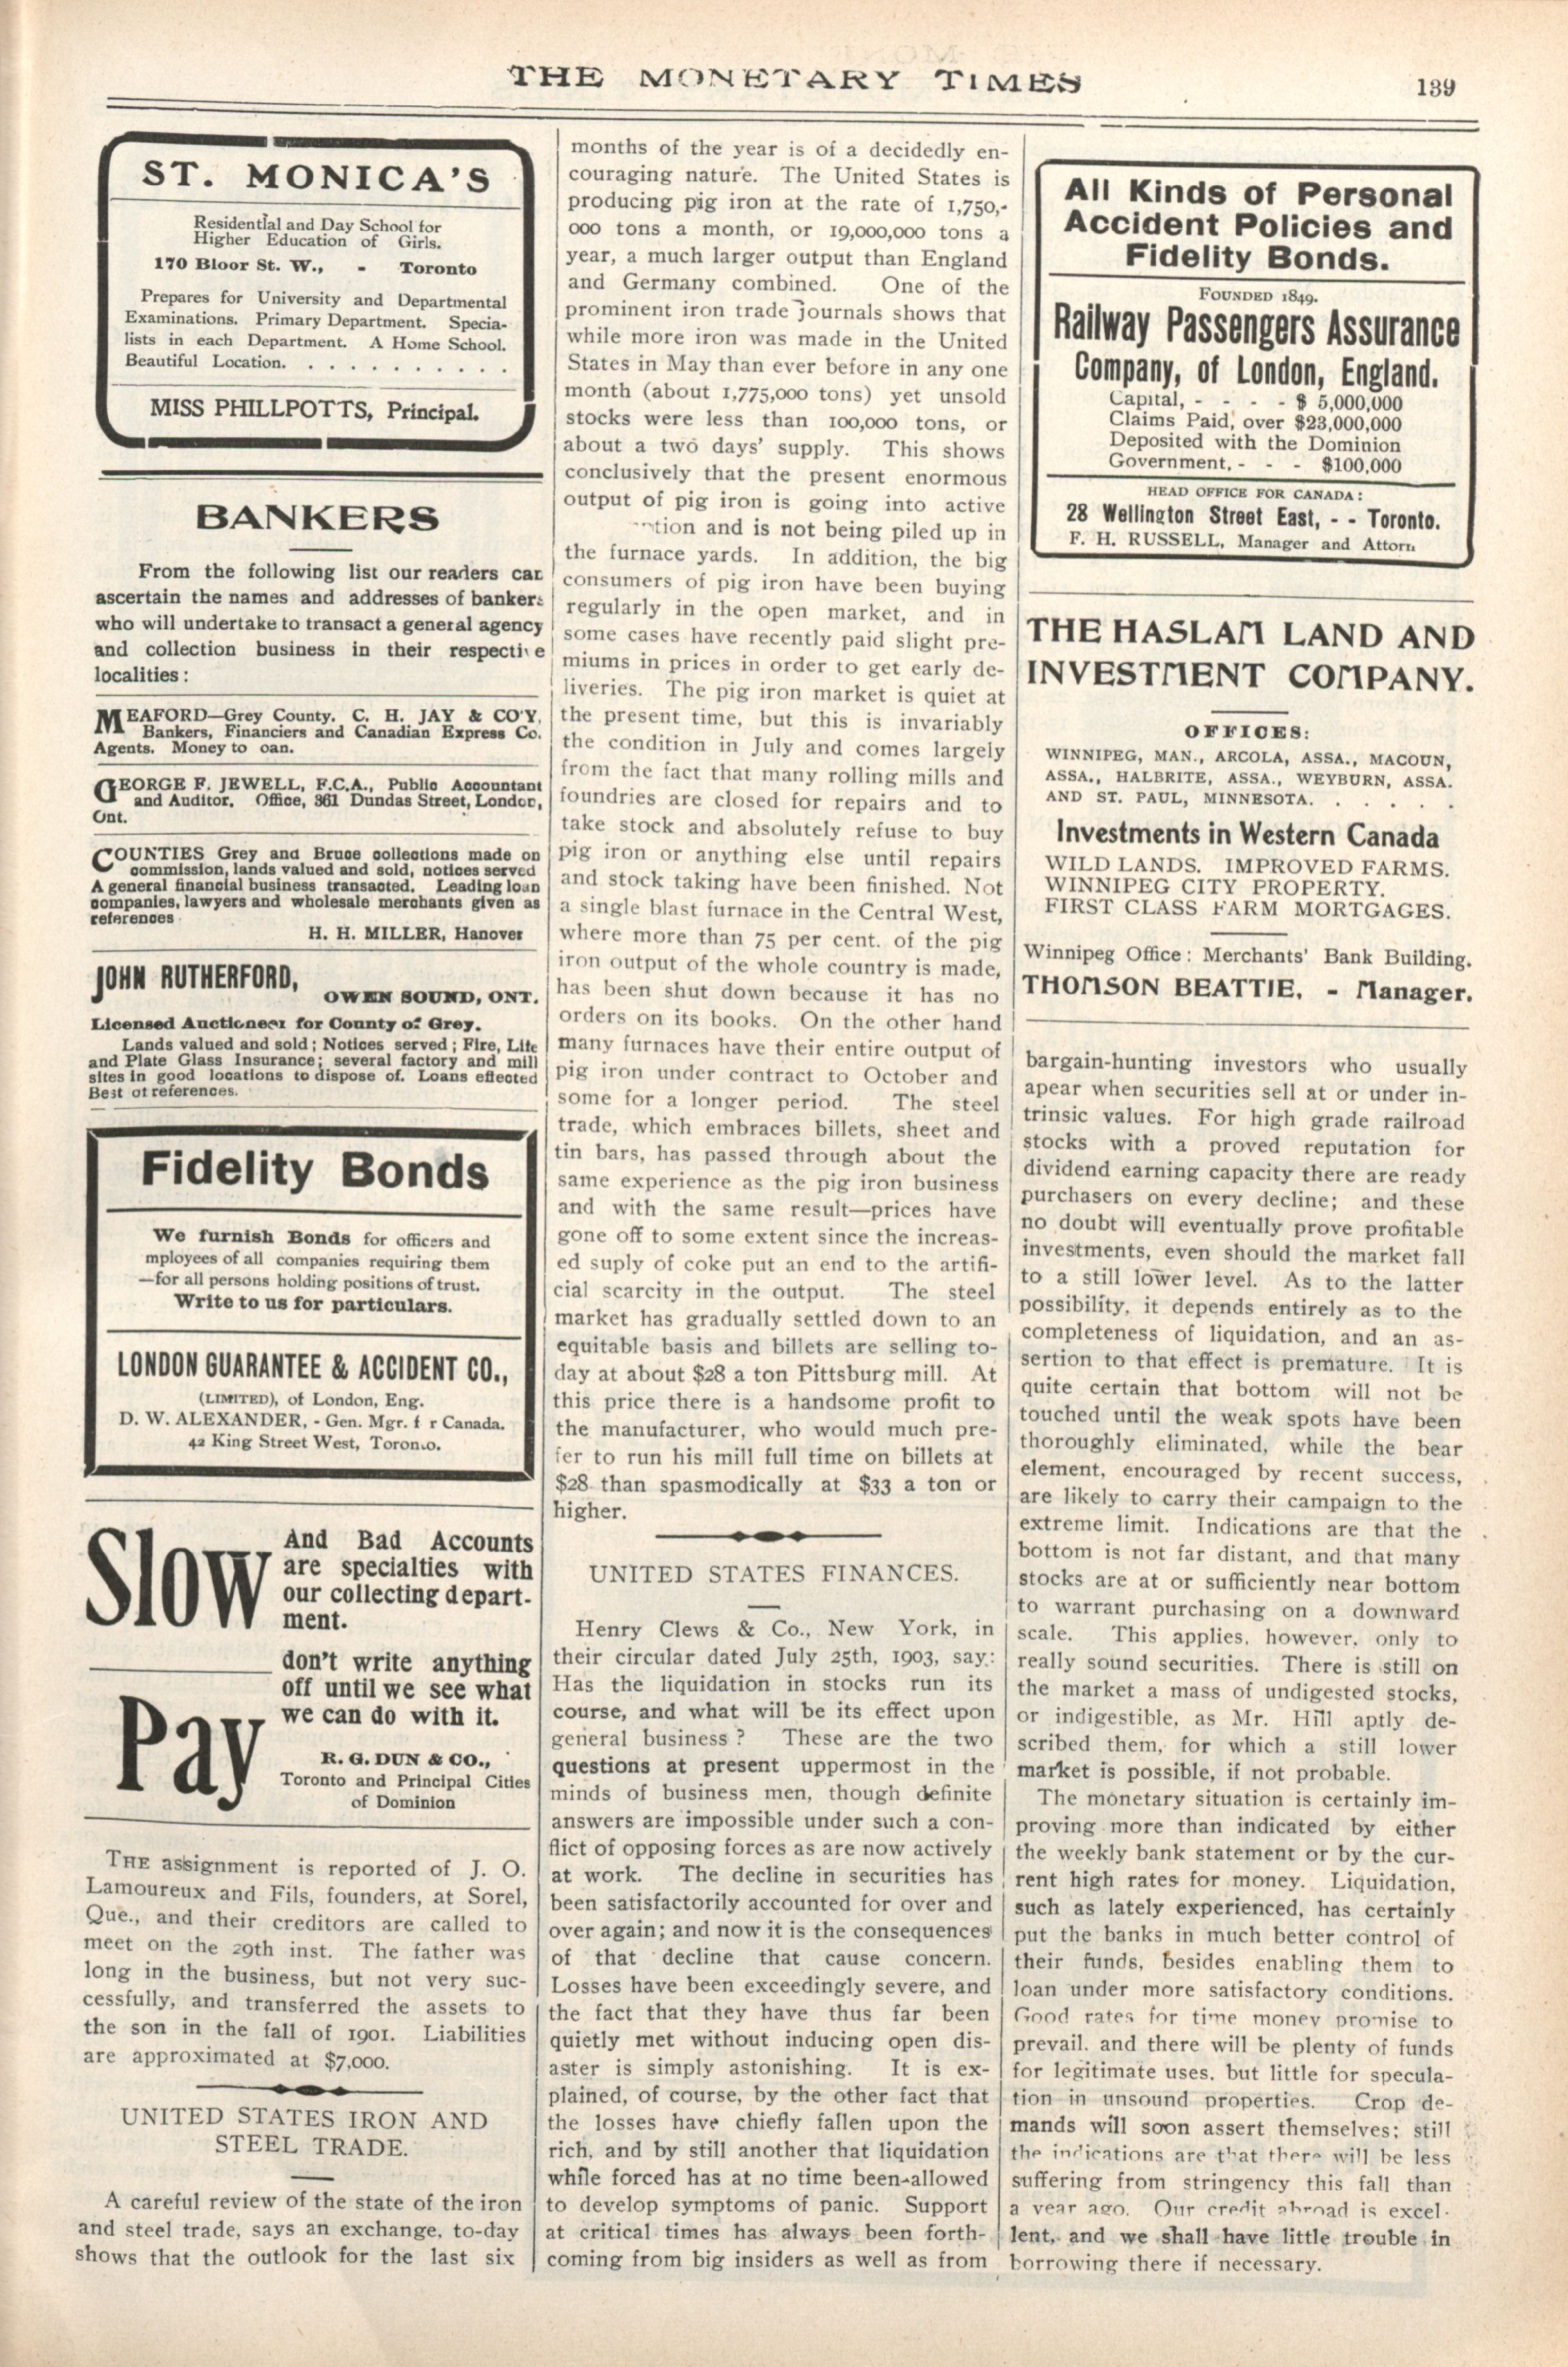 THE MONETARY TIMES
139
ST. MONICA'S
Residential and Day School for
Higher Education of Girls.
170 Bloor St. W., - Toronto
Prepares for University and Departmental
Examinations. Primary Department. Specia-
lists in each Department. A Home School.
Beautiful Location. . . . . . . . . . .
MISS PHILLPOTTS, Principal.
BANKERS
From the following list our readers can
ascertain the names and addresses of bankers
who will undertake to transact a general agency
and collection business in their respective
localities :
MEAFORD—Grey County. C. H. JAY & CO'Y,
Bankers, Financiers and Canadian Express Co.
Agents. Money to oan.
GEORGE F. JEWELL, F.C.A., Public Accountant
and Auditor. Office, 361 Dundas Street, London,
Ont.
COUNTIES Grey and Bruce collections made on
commission, lands valued and sold, notices served
A general financial business transacted. Leading loan
companies, lawyers and wholesale merchants given as
references
H. H. MILLER, Hanover
JOHN RUTHERFORD,
OWEN SOUND, ONT.
Licensed Auctioneer for County of Grey.
Lands valued and sold ; Notices served ; Fire, Life
and Plate Glass Insurance; several factory and mill
sites in good locations to dispose of. Loans effected
Best of references.
Fidelity Bonds
We furnish Bonds for officers and
mployees of all companies requiring them
—for all persons holding positions of trust.
Write to us for particulars.
LONDON GUARANTEE & ACCIDENT CO.,
(LIMITED), of London, Eng.
D. W. ALEXANDER, - Gen. Mgr. f r Canada.
42 King Street West, Toronto.
Slow
And Bad Accounts
are specialties with
our collecting depart-
ment.
Pay
don't write anything
off until we see what
we can do with it.
R. G. DUN & CO.,
Toronto and Principal Cities
of Dominion
THE assignment is reported of J. O.
Lamoureux and Fils, founders, at Sorel,
Que., and their creditors are called to
meet on the 29th inst. The father was
long in the business, but not very suc-
cessfully, and transferred the assets to
the son in the fall of 1901. Liabilities
are approximated at $7,000.
UNITED STATES IRON AND
STEEL TRADE.
A careful review of the state of the iron
and steel trade, says an exchange, to-day
shows that the outlook for the last six
months of the year is of a decidedly en-
couraging nature. The United States is
producing pig iron at the rate of 1,750,-
000 tons a month, or 19,000,000 tons a
year, a much larger output than England
and Germany combined. One of the
prominent iron trade journals shows that
while more iron was made in the United
States in May than ever before in any one
month (about 1,775,000 tons) yet unsold
stocks were less than 100,000 tons, or
about a two days' supply. This shows
conclusively that the present enormous
output of pig iron is going into active
and is not being piled up in
the furnace yards. In addition, the big
consumers of pig iron have been buying
regularly in the open market, and in
some cases have recently paid slight pre-
miums in prices in order to get early de-
liveries. The pig iron market is quiet at
the present time, but this is invariably
the condition in July and comes largely
from the fact that many rolling mills and
foundries are closed for repairs and to
take stock and absolutely refuse to buy
pig iron or anything else until repairs
and stock taking have been finished. Not
a single blast furnace in the Central West,
where more than 75 per cent. of the pig
iron output of the whole country is made,
has been shut down because it has no
orders on its books. On the other hand
many furnaces have their entire output of
pig iron under contract to October and
some for a longer period. The steel
trade, which embraces billets, sheet and
tin bars, has passed through about the
same experience as the pig iron business
and with the same result—prices have
gone off to some extent since the increas-
ed suply of coke put an end to the artifi-
cial scarcity in the output. The steel
market has gradually settled down to an
equitable basis and billets are selling to-
day at about $28 a ton Pittsburg mill. At
this price there is a handsome profit to
the manufacturer, who would much pre-
fer to run his mill full time on billets at
$28 than spasmodically at $33 a ton or
higher.
UNITED STATES FINANCES.
Henry Clews & Co., New York, in
their circular dated July 25th, 1903, say:
Has the liquidation in stocks run its
course, and what will be its effect upon
general business ? These are the two
questions at present uppermost in the
minds of business men, though definite
answers are impossible under such a con-
flict of opposing forces as are now actively
at work. The decline in securities has
been satisfactorily accounted for over and
over again; and now it is the consequences
of that decline that cause concern.
Losses have been exceedingly severe, and
the fact that they have thus far been
quietly met without inducing open dis-
aster is simply astonishing. It is ex-
plained, of course, by the other fact that
the losses have chiefly fallen upon the
rich, and by still another that liquidation
while forced has at no time been allowed
to develop symptoms of panic. Support
at critical times has always been forth-
coming from big insiders as well as from
All Kinds of Personal
Accident Policies and
Fidelity Bonds.
FOUNDED 1849.
Railway Passengers Assurance
Company, of London, England.
Capital, - - - - $ 5,000,000
Claims Paid, over $23,000,000
Deposited with the Dominion
Government, - - - $100,000
HEAD OFFICE FOR CANADA :
28 Wellington Street East, - - Toronto.
F. H. RUSSELL, Manager and Attorn
THE HASLAM LAND AND
INVESTMENT COMPANY.
OFFICES:
WINNIPEG, MAN., ARCOLA, ASSA., MACOUN,
ASSA., HALBRITE, ASSA., WEYBURN, ASSA.
AND ST. PAUL, MINNESOTA. . . . . .
Investments in Western Canada
WILD LANDS. IMPROVED FARMS.
WINNIPEG CITY PROPERTY.
FIRST CLASS FARM MORTGAGES.
Winnipeg Office : Merchants' Bank Building.
THOMSON BEATTIE, - Manager.
bargain-hunting investors who usually
apear when securities sell at or under in-
trinsic values. For high grade railroad
stocks with a proved reputation for
dividend earning capacity there are ready
purchasers on every decline; and these
no doubt will eventually prove profitable
investments, even should the market fall
to a still lower level. As to the latter
possibility, it depends entirely as to the
completeness of liquidation, and an as-
sertion to that effect is premature. It is
quite certain that bottom will not be
touched until the weak spots have been
thoroughly eliminated, while the bear
element, encouraged by recent success,
are likely to carry their campaign to the
extreme limit. Indications are that the
bottom is not far distant, and that many
stocks are at or sufficiently near bottom
to warrant purchasing on a downward
scale. This applies, however, only to
really sound securities. There is still on
the market a mass of undigested stocks,
or indigestible, as Mr. Hill aptly de-
scribed them, for which a still lower
market is possible, if not probable.
The monetary situation is certainly im-
proving more than indicated by either
the weekly bank statement or by the cur-
rent high rates for money. Liquidation,
such as lately experienced, has certainly
put the banks in much better control of
their funds, besides enabling them to
loan under more satisfactory conditions.
Good rates for time money promise to
prevail, and there will be plenty of funds
for legitimate uses, but little for specula-
tion in unsound properties. Crop de-
mands will soon assert themselves; still
the indications are that there will be less
suffering from stringency this fall than
a year ago. Our credit abroad is excel-
lent, and we shall have little trouble in
borrowing there if necessary.